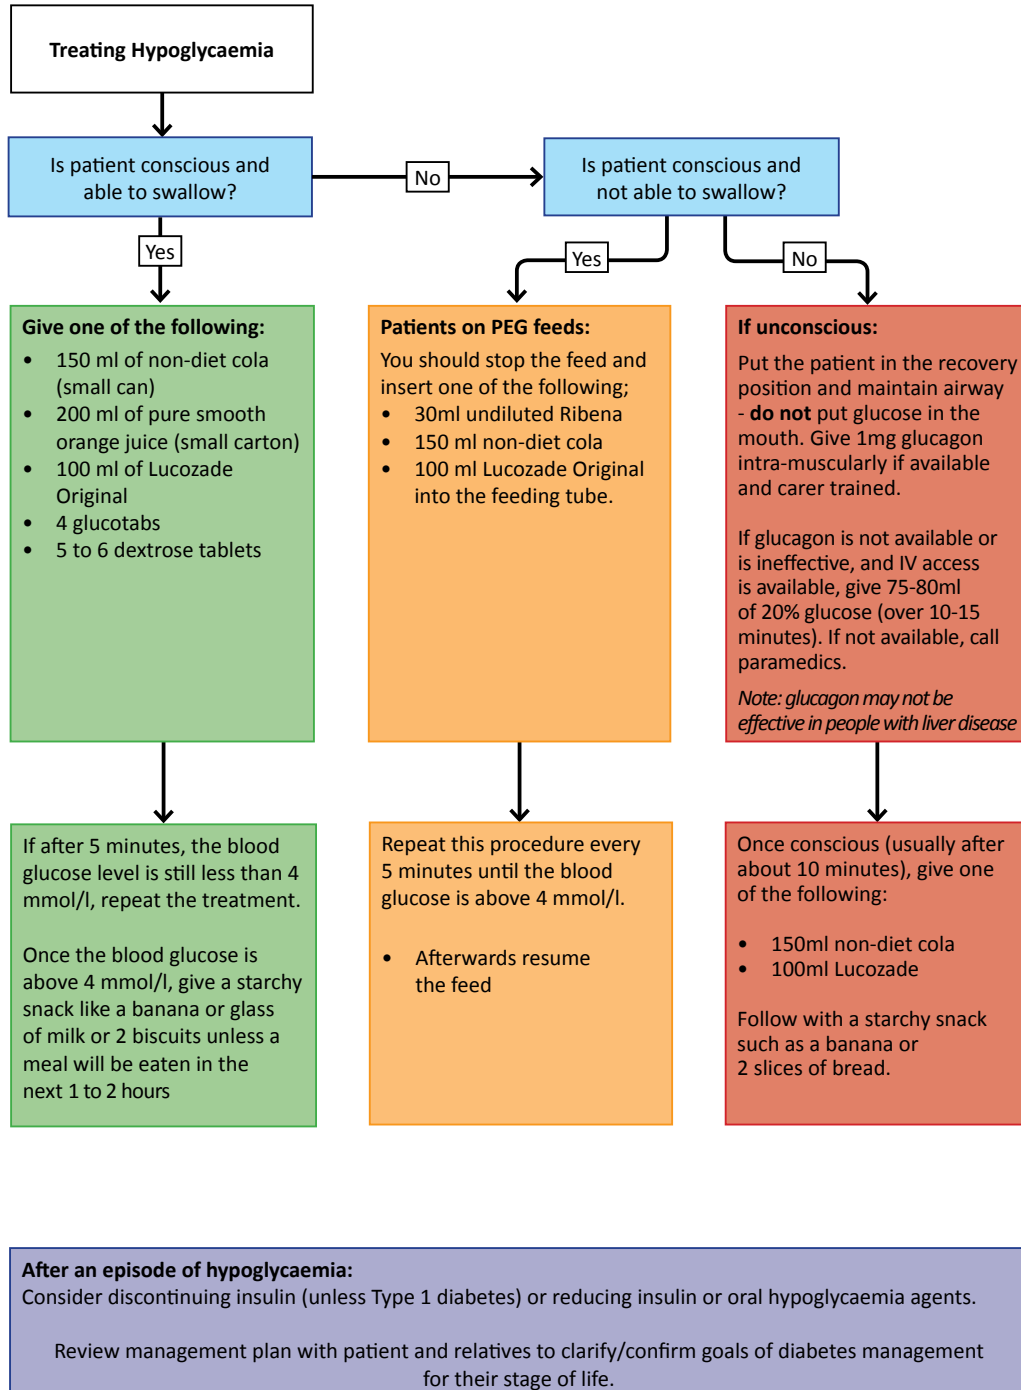 Treating Hypoglycaemia
Is patient conscious and
able to swallow?
No
Is patient conscious and
not able to swallow?
Yes
Yes
No
Give one of the following:
• 150 ml of non-diet cola
(small can)
• 200 ml of pure smooth
orange juice (small carton)
• 100 ml of Lucozade
Original
• 4 glucotabs
• 5 to 6 dextrose tablets
Patients on PEG feeds:
You should stop the feed and
insert one of the following;
• 30ml undiluted Ribena
• 150 ml non-diet cola
• 100 ml Lucozade Original
into the feeding tube.
If unconscious:
Put the patient in the recovery
position and maintain airway
- do not put glucose in the
mouth. Give 1mg glucagon
intra-muscularly if available
and carer trained.
If glucagon is not available or
is ineffective, and IV access
is available, give 75-80ml
of 20% glucose (over 10-15
minutes). If not available, call
paramedics.
Note: glucagon may not be
effective in people with liver disease
If after 5 minutes, the blood
glucose level is still less than 4
mmol/l, repeat the treatment.
Once the blood glucose is
above 4 mmol/l, give a starchy
snack like a banana or glass
of milk or 2 biscuits unless a
meal will be eaten in the
next 1 to 2 hours
Repeat this procedure every
5 minutes until the blood
glucose is above 4 mmol/l.
• Afterwards resume
the feed
Once conscious (usually after
about 10 minutes), give one
of the following:
• 150ml non-diet cola
• 100ml Lucozade
Follow with a starchy snack
such as a banana or
2 slices of bread.
After an episode of hypoglycaemia:
Consider discontinuing insulin (unless Type 1 diabetes) or reducing insulin or oral hypoglycaemia agents.
Review management plan with patient and relatives to clarify/confirm goals of diabetes management
for their stage of life.